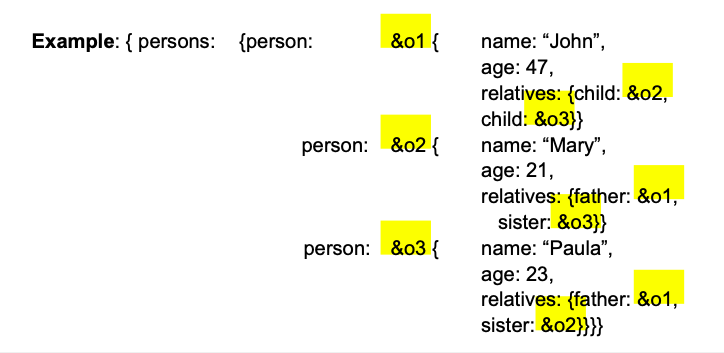 Example: { persons: {person: &o1 { name: “John”,
age: 47,
relatives: {child: &o2,
child: &o3}}
person: &o2 { name: “Mary”,
age: 21,
relatives: {father: &o1,
sister: &o3}}
person: &o3 { name: “Paula”,
age: 23,
relatives: {father: &o1,
sister: &o2}}}}